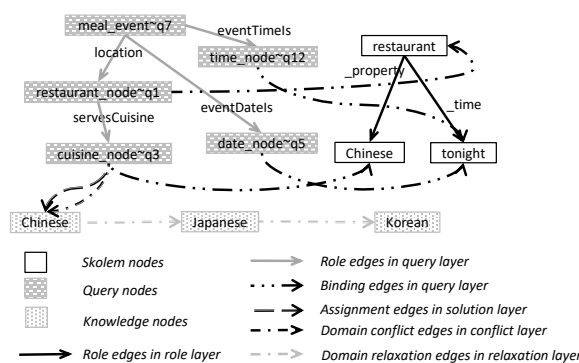 meal_event~q7
restaurant
location
time_node~q12
eventTimeIs
_property
restaurant_node~q1
eventDateIs
_time
servesCuisine
cuisine_node~q3
date_node~q5
Chinese
tonight
Chinese
Japanese
Korean
Skolem nodes
Role edges in query layer
Query nodes
Binding edges in query layer
Assignment edges in solution layer
Knowledge nodes
Domain conflict edges in conflict layer
Role edges in role layer
Domain relaxation edges in relaxation layer